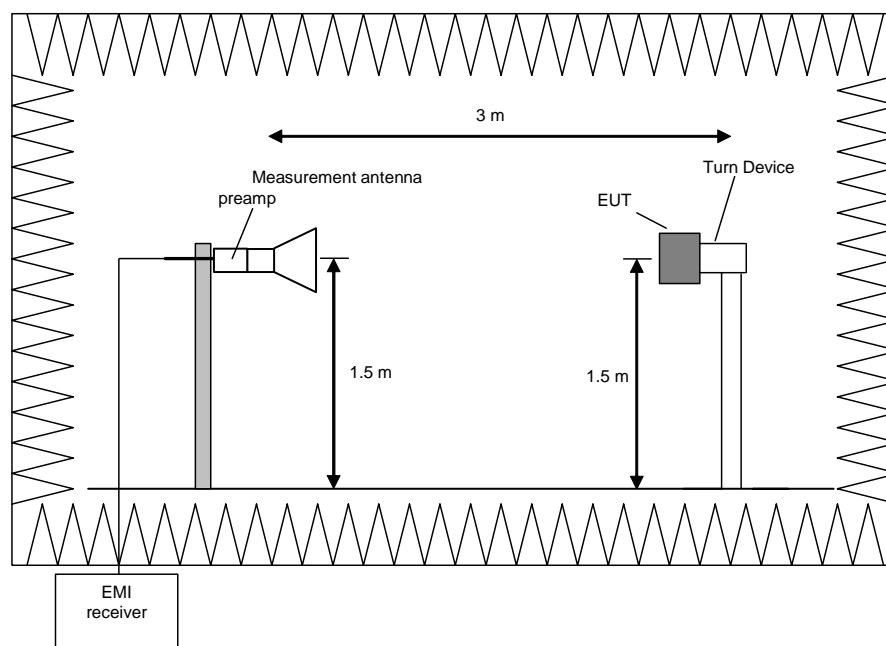 3 m
Measurement antenna
preamp
Turn Device
EUT
1.5 m
1.5 m
EMI
receiver